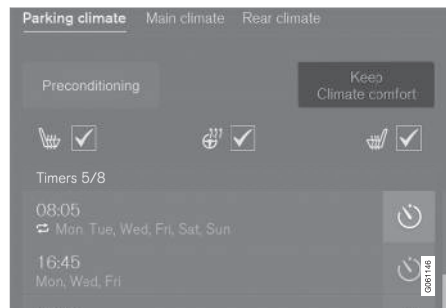 Parking climate Main climate Rear climate
Preconditioning
Keep
Climate comfort
Timers 5/8
08:05
Mon, Tue, Wed, Fri, Sat, Sun
16:45
Mon, Wed, Fri
G061146